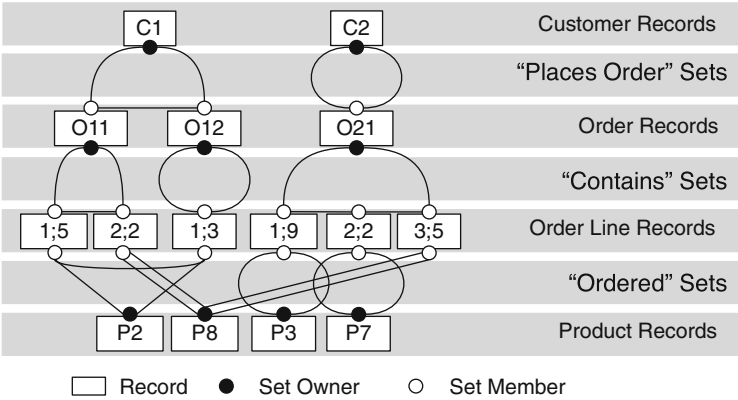 C1 C2 Customer Records
“Places Order” Sets
O11 O12 O21 Order Records
“Contains” Sets
1;5 2;2 1;3 1;9 2;2 3;5 Order Line Records
“Ordered” Sets
P2 P8 P3 P7 Product Records
Record Set Owner Set Member